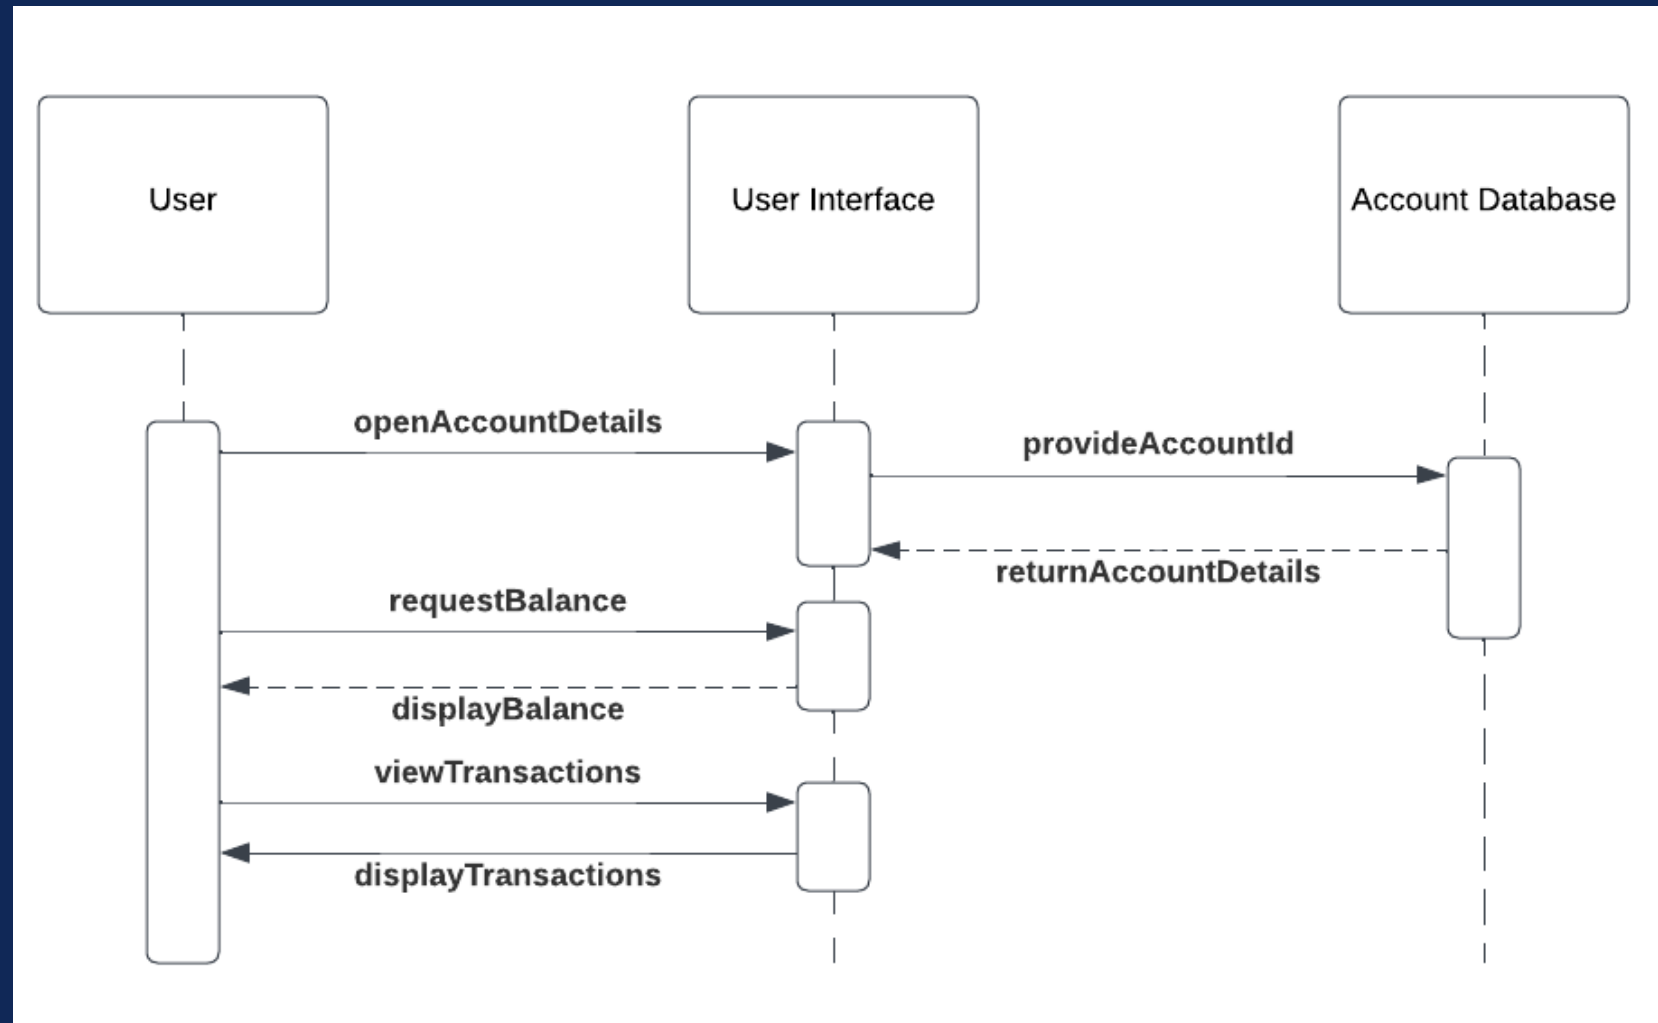 User
User Interface
Account Database
openAccountDetails
provideAccountId
returnAccountDetails
requestBalance
displayBalance
viewTransactions
displayTransactions